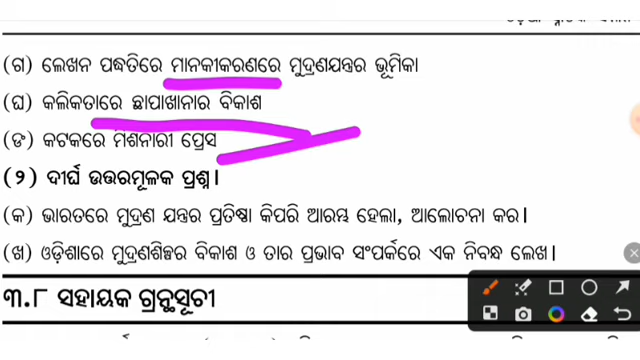 (ଗ) ଲେଖନ ପଦ୍ଧତିରେ ମାନକୀକରଣରେ ମୁଦ୍ରଣଯନ୍ତ୍ରର ଭୂମିକା
(ଘ) କଲିକତାରେ ଛାପାଖାନାର ବିକାଶ
(ଙ) କଟକରେ ମିଶନାରୀ ପ୍ରେସ
(୨) ଦୀର୍ଘ ଉତ୍ତରମୂଳକ ପ୍ରଶ୍ନ।
(କ) ଭାରତରେ ମୁଦ୍ରଣ ଯନ୍ତ୍ରର ପ୍ରତିଷ୍ଠା କିପରି ଆରମ୍ଭ ହେଲା, ଆଲୋଚନା କର।
(ଖ) ଓଡ଼ିଶାରେ ମୁଦ୍ରଣଶିଳ୍ପର ବିକାଶ ଓ ତାର ପ୍ରଭାବ ସଂପର୍କରେ ଏକ ନିବନ୍ଧ ଲେଖ।
୩.୮ ସହାୟକ ଗ୍ରନ୍ଥସୂଚୀ